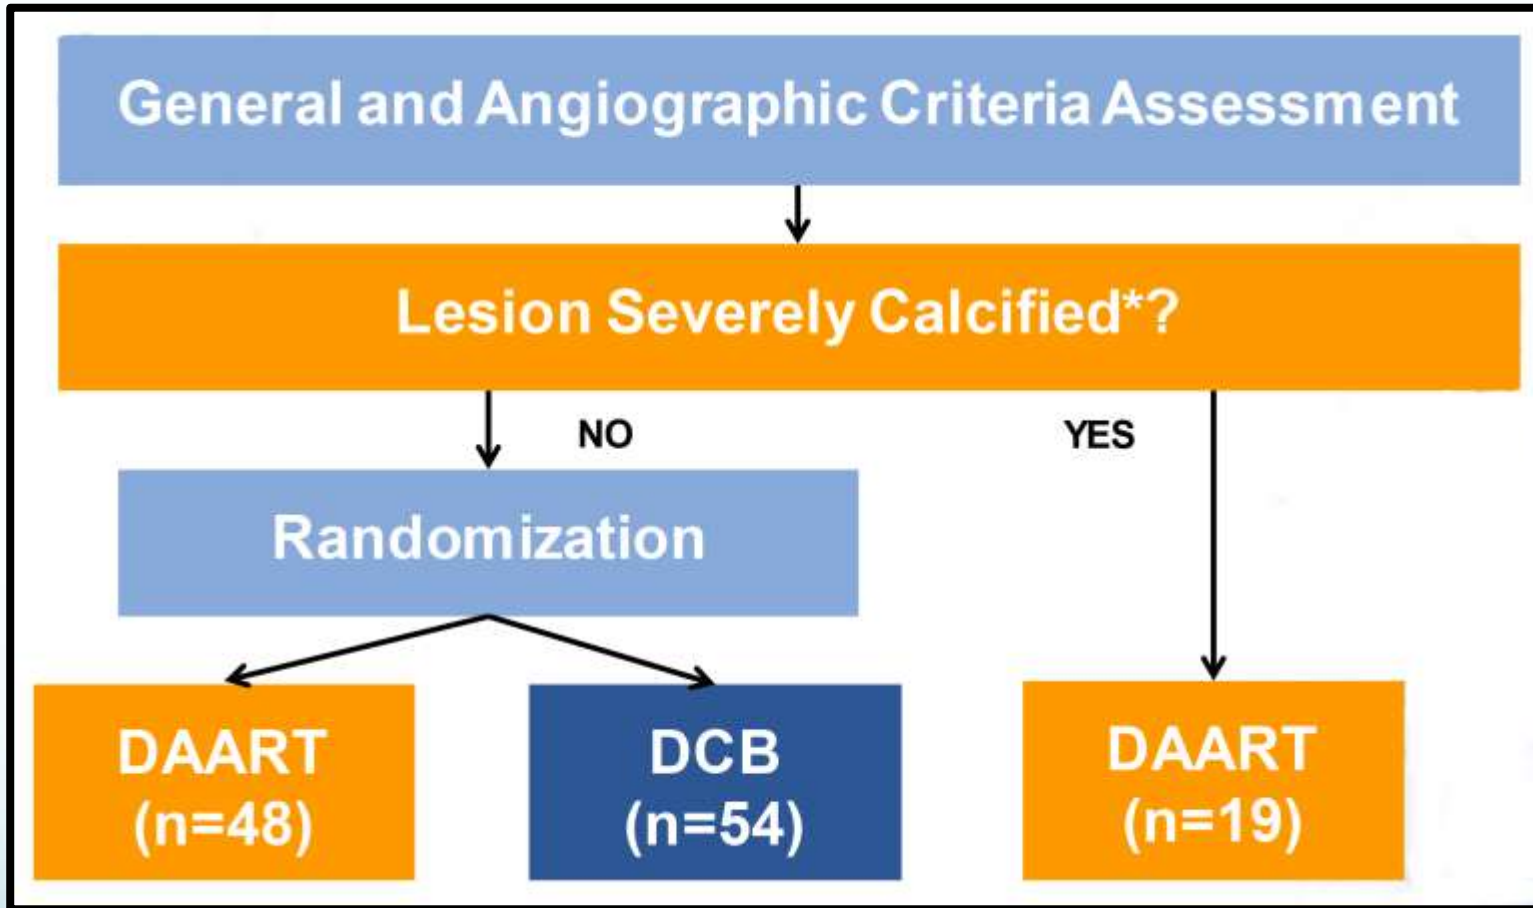 General and Angiographic Criteria Assessment
Lesion Severely Calcified*?
NO
YES
Randomization
DAART
(n=48)
DCB
(n=54)
DAART
(n=19)